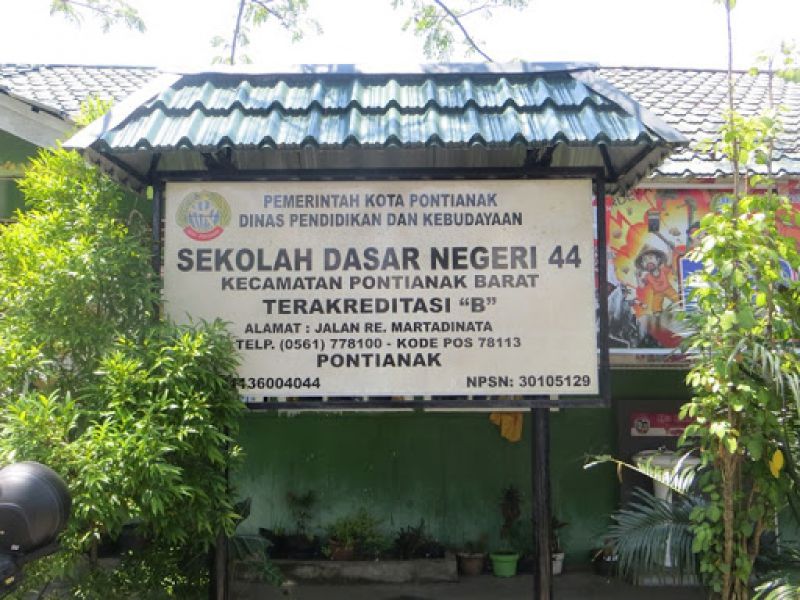 PEMERINTAH KOTA PONTIANAK
DINAS PENDIDIKAN DAN KEBUDAYAAN
SEKOLAH DASAR NEGERI 44
KECAMATAN PONTIANAK BARAT
TERAKREDITASI “B”
ALAMAT : JALAN RE. MARTADINATA
TELP. (0561) 778100 - KODE POS 78113
PONTIANAK
136004044 NPSN: 30105129